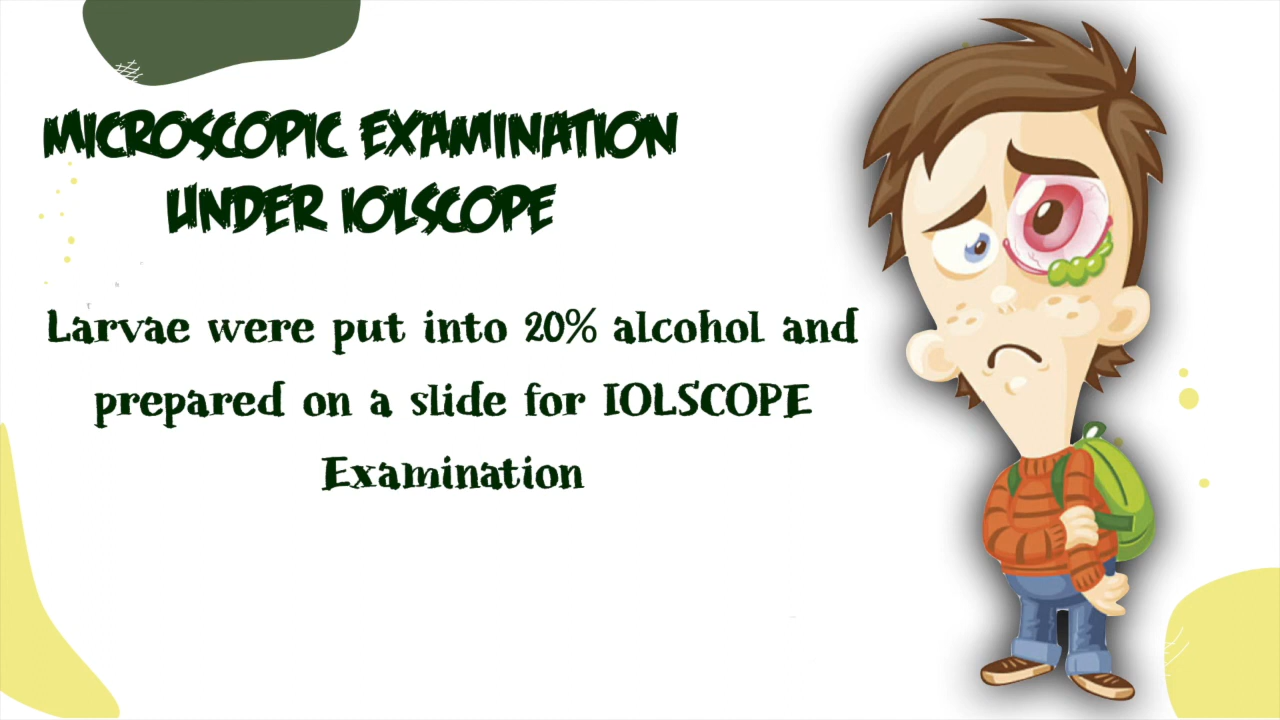 MICROSCOPIC EXAMINATION
UNDER IOLSCOPE
Larvae were put into 20% alcohol and
prepared on a slide for IOLSCOPE
Examination